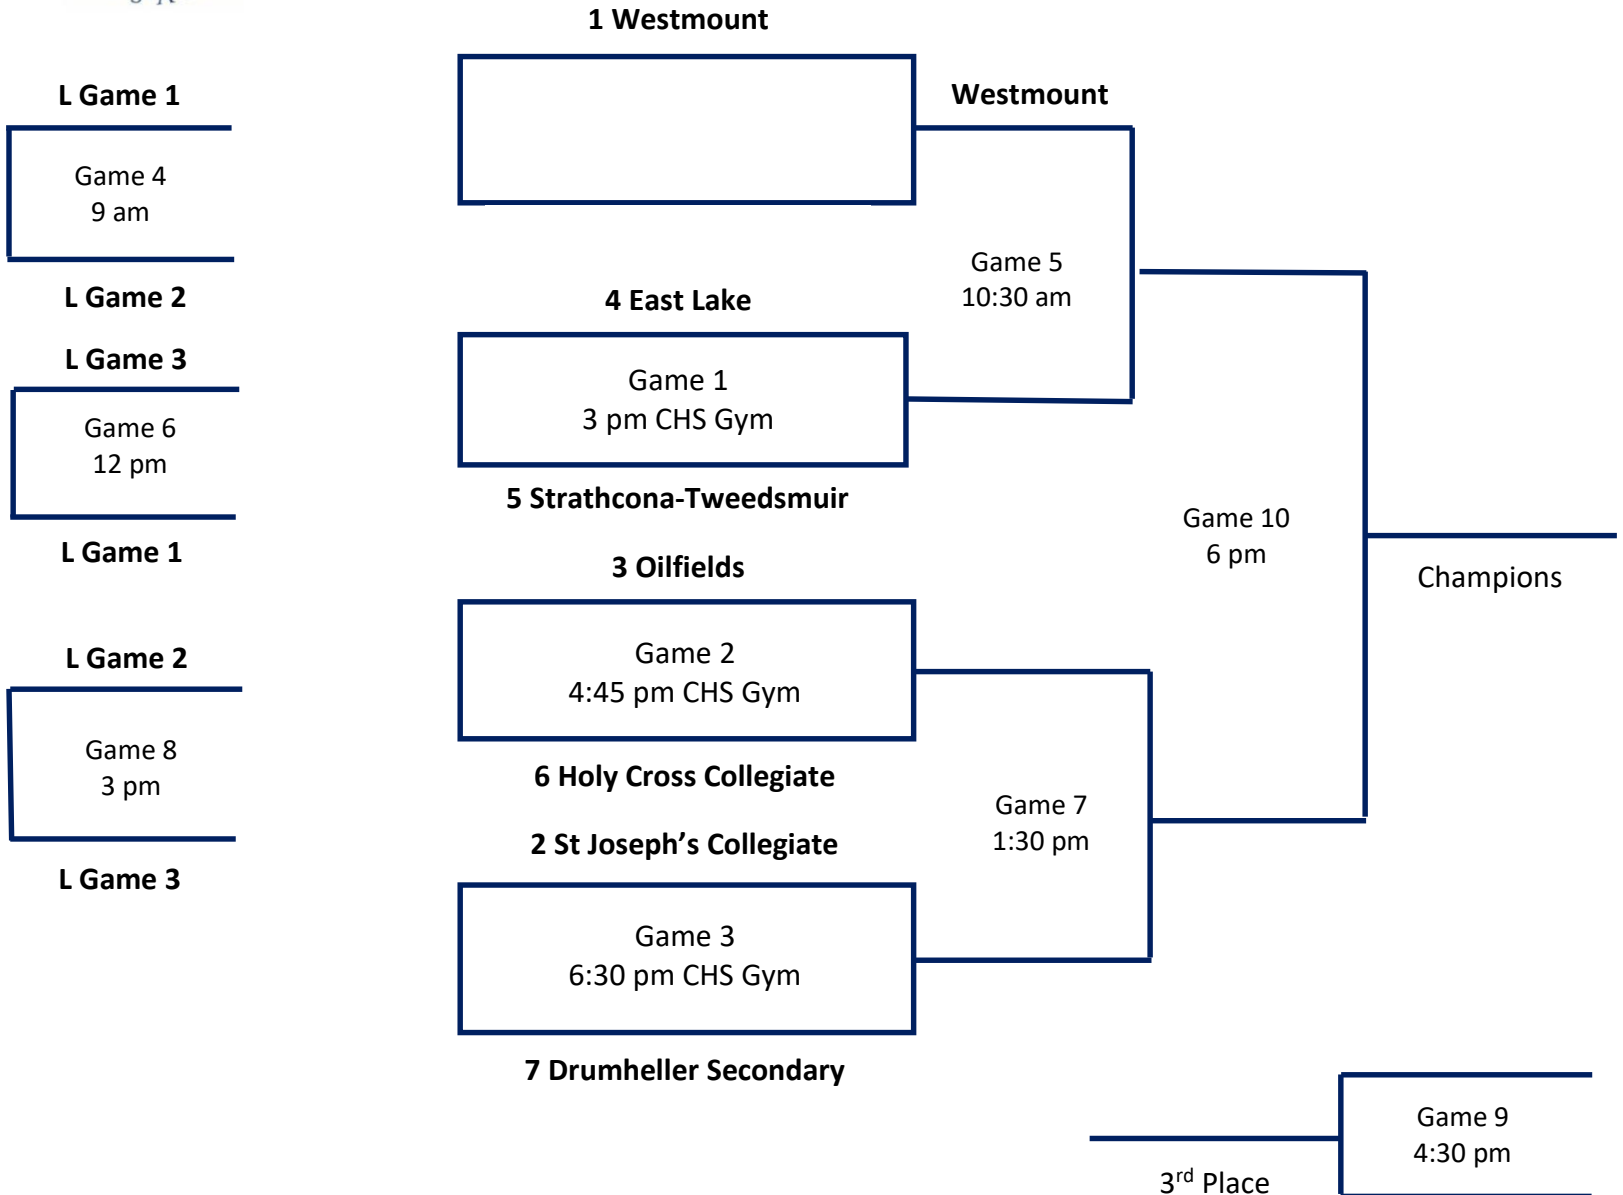 1 Westmount
L Game 1
Westmount
Game 4
9 am
L Game 2
Game 5
10:30 am
4 East Lake
L Game 3
Game 1
3 pm CHS Gym
Game 6
12 pm
5 Strathcona-Tweedsmuir
L Game 1
Game 10
6 pm
3 Oilfields
Champions
L Game 2
Game 2
4:45 pm CHS Gym
Game 8
3 pm
6 Holy Cross Collegiate
Game 7
1:30 pm
2 St Joseph’s Collegiate
L Game 3
Game 3
6:30 pm CHS Gym
7 Drumheller Secondary
Game 9
4:30 pm
3rd Place